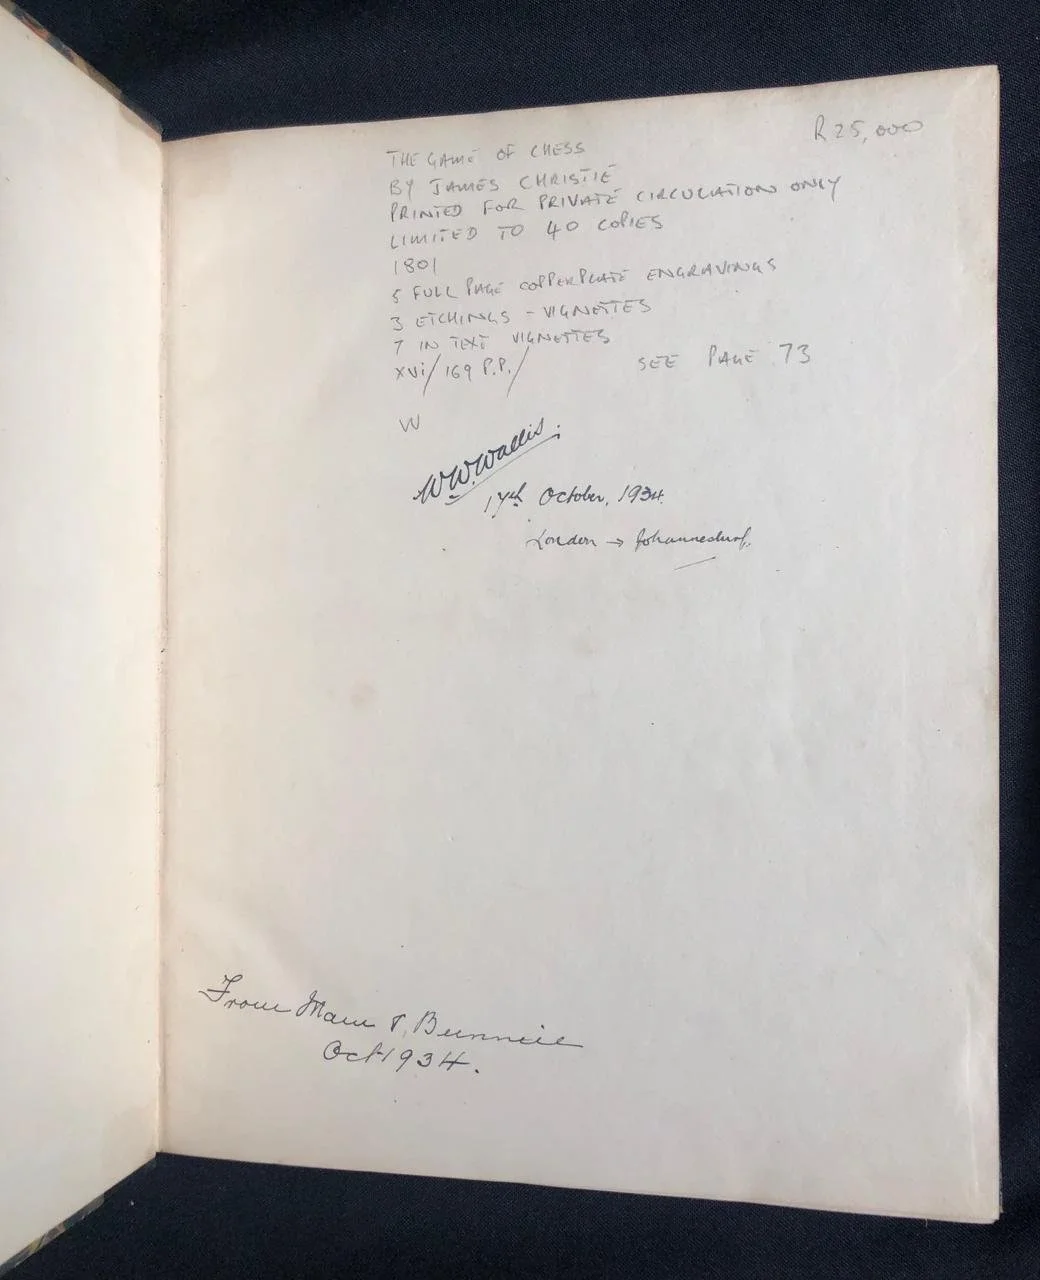 R 25,000
THE GAME OF CHESS
BY JAMES CHRISTIE
PRINTED FOR PRIVATE CIRCULATION ONLY
LIMITED TO 40 COPIES
1801
5 FULL PAGE COPPERPLATE ENGRAVINGS
3 ETCHINGS - VIGNETTES
7 IN TEXT VIGNETTES
XVi/169 P.P./ SEE PAGE 73
W
W.W.Wallis.
17th October, 1934.
London → Johannesburg.
From Mam & Bunnie
Oct 1934.